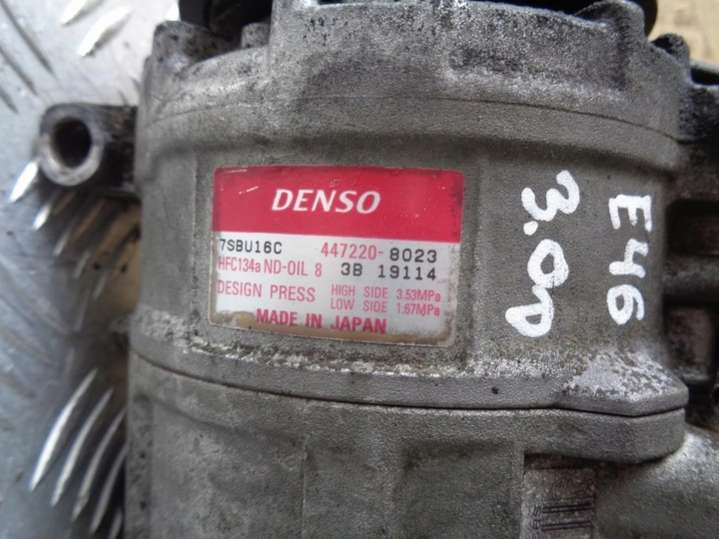 DENSO
7SBU16C 447220-8023
HFC134a ND-OIL 8 3B 19114
DESIGN PRESS HIGH SIDE 3.53MPa
LOW SIDE 1.67MPa
MADE IN JAPAN
E46
3.0D